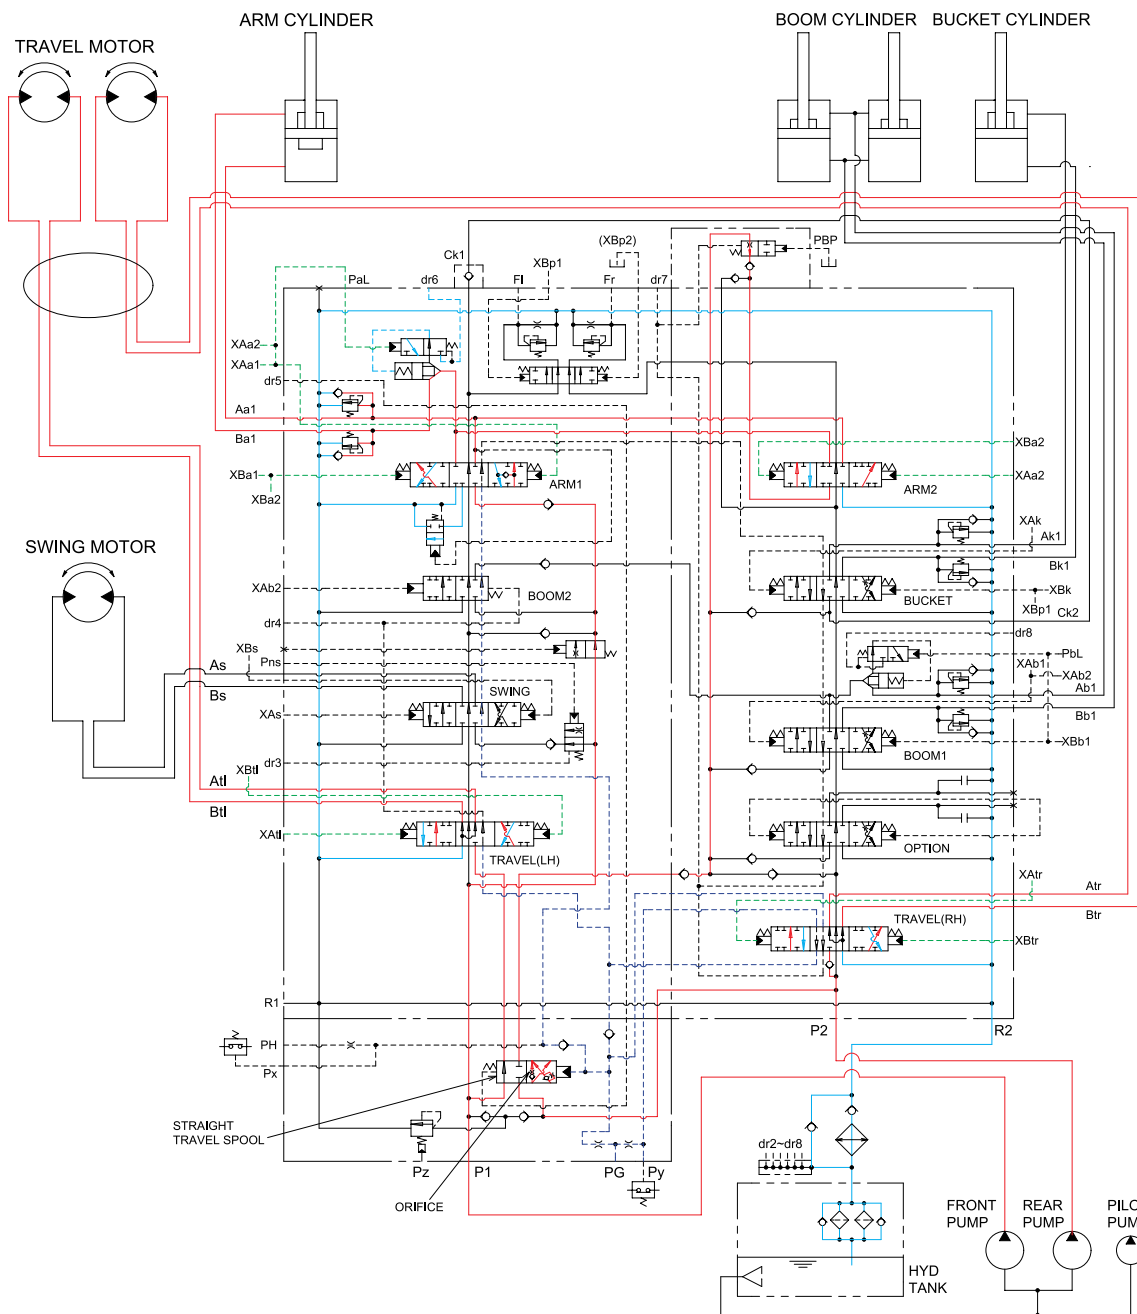 ARM CYLINDER
BOOM CYLINDER
BUCKET CYLINDER
TRAVEL MOTOR
(XBp2)
PBP
Ck1
XBp1
PaL
dr6
Fl
Fr
dr7
XAa2
XAa1
dr5
Aa1
Ba1
XBa2
XBa1
ARM1
ARM2
XAa2
XBa2
XAk
Ak1
SWING MOTOR
Bk1
XAb2
BOOM2
BUCKET
XBk
XBp1
Ck2
dr4
dr8
XBs
Pns
PbL
XAb1
As
XAb2
Bs
SWING
Ab1
XAs
Bb1
BOOM1
XBb1
dr3
XBtl
Atl
Btl
XAtl
TRAVEL(LH)
OPTION
XAtr
Atr
TRAVEL(RH)
Btr
XBtr
R1
P2
R2
PH
Px
STRAIGHT
TRAVEL SPOOL
dr2~dr8
Pz
P1
PG
Py
ORIFICE
FRONT
PUMP
REAR
PUMP
PILO
PUM
HYD
TANK